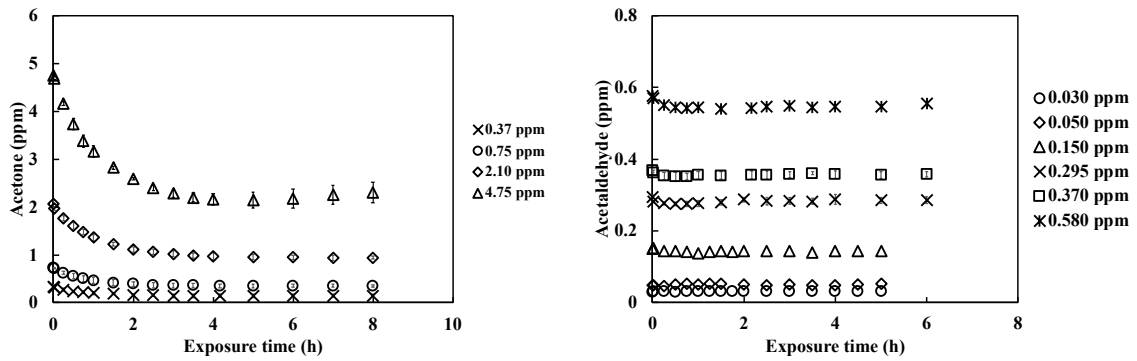 Acetone (ppm)
6
5
4
3
2
1
0
0 2 4 6 8 10
Exposure time (h)
0.37 ppm
0.75 ppm
2.10 ppm
4.75 ppm
Acetaldehyde (ppm)
0.8
0.6
0.4
0.2
0
0 2 4 6 8
Exposure time (h)
0.030 ppm
0.050 ppm
0.150 ppm
0.295 ppm
0.370 ppm
0.580 ppm